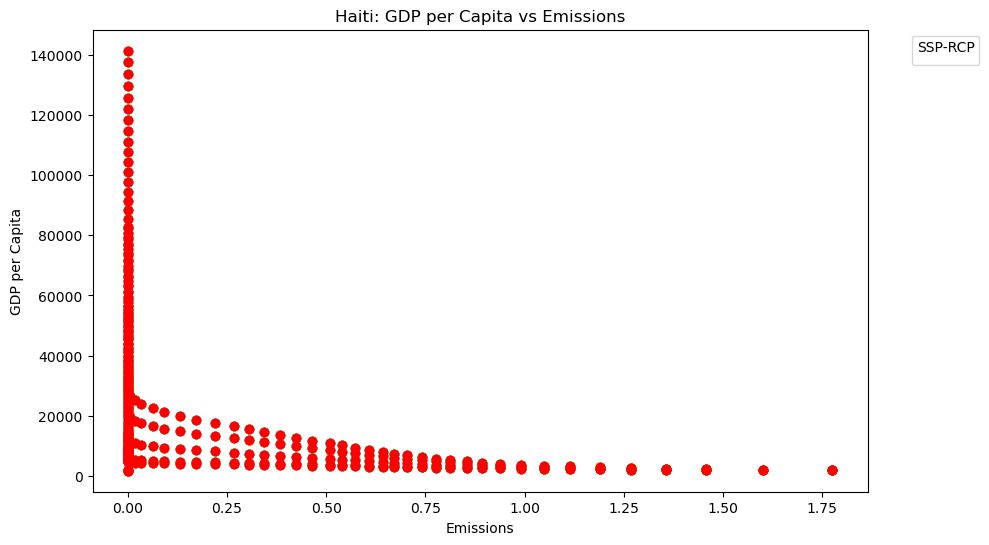 Haiti: GDP per Capita vs Emissions
SSP-RCP
GDP per Capita
140000
120000
100000
80000
60000
40000
20000
0
0.00 0.25 0.50 0.75 1.00 1.25 1.50 1.75
Emissions